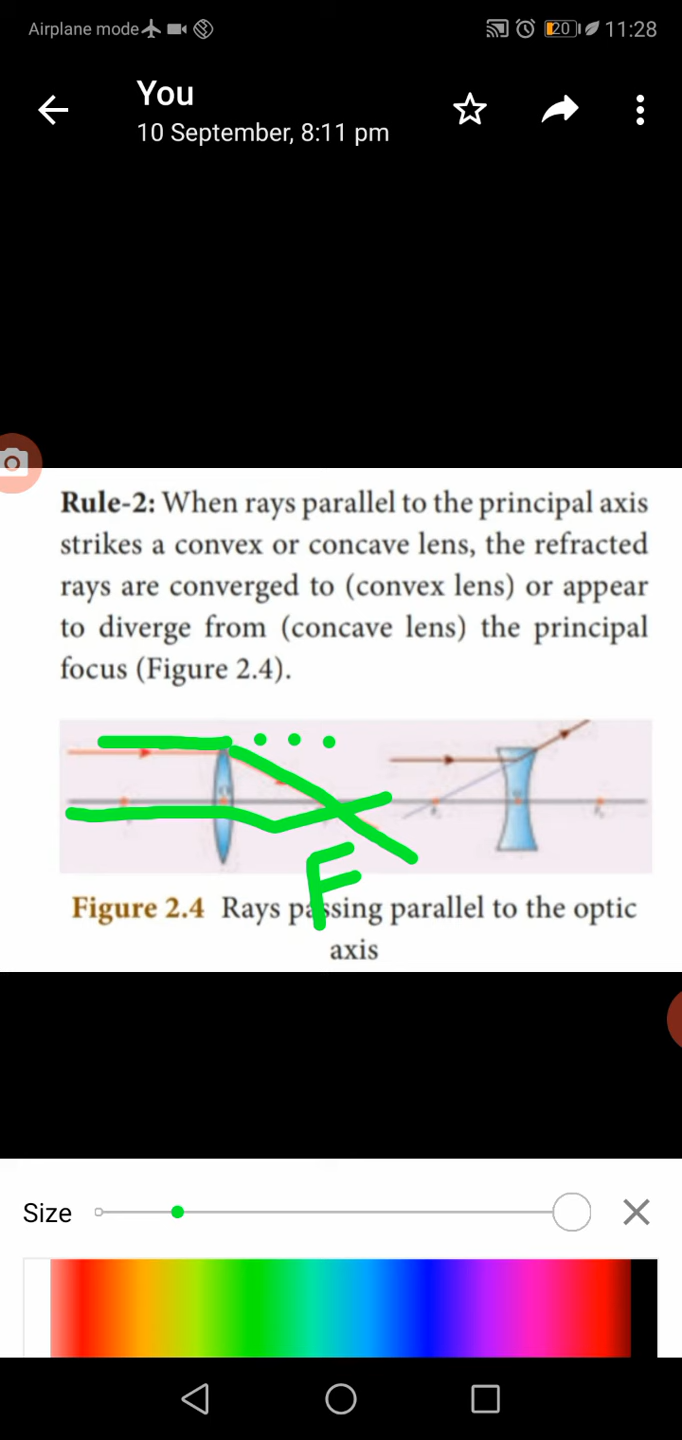 Airplane mode
20 11:28
You
10 September, 8:11 pm
Rule-2: When rays parallel to the principal axis
strikes a convex or concave lens, the refracted
rays are converged to (convex lens) or appear
to diverge from (concave lens) the principal
focus (Figure 2.4).
F
Figure 2.4 Rays passing parallel to the optic
axis
Size